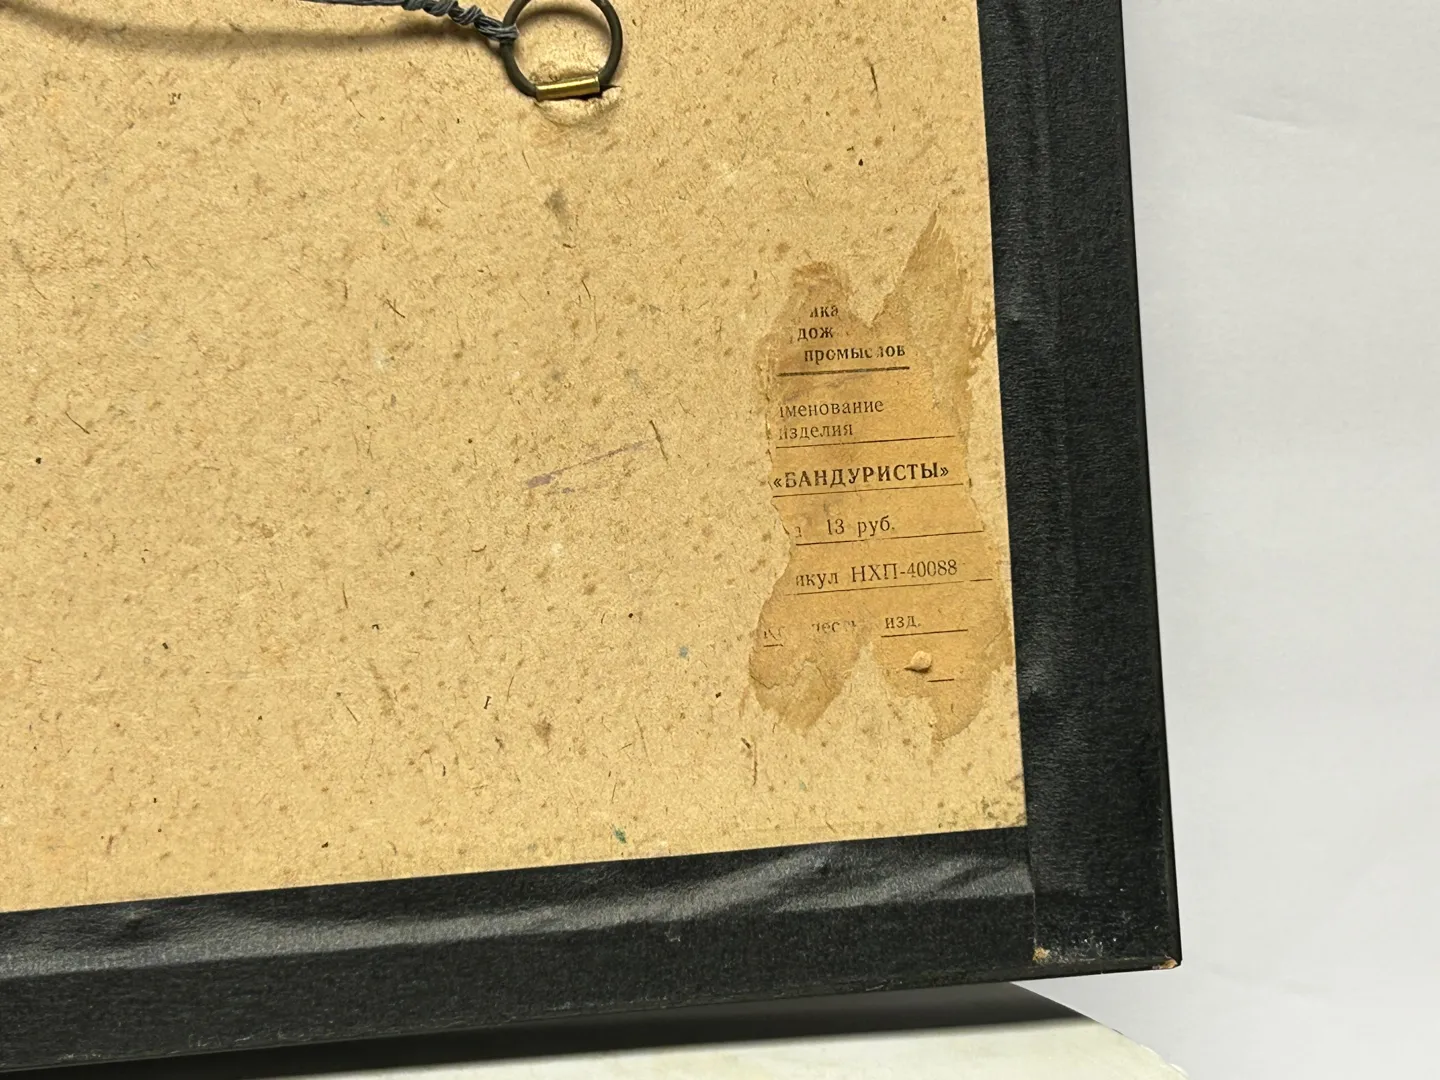 ика
дож
промыслов
именование
изделия
«БАНДУРИСТЫ»
а 13 руб.
икул НХП-40088
изд.